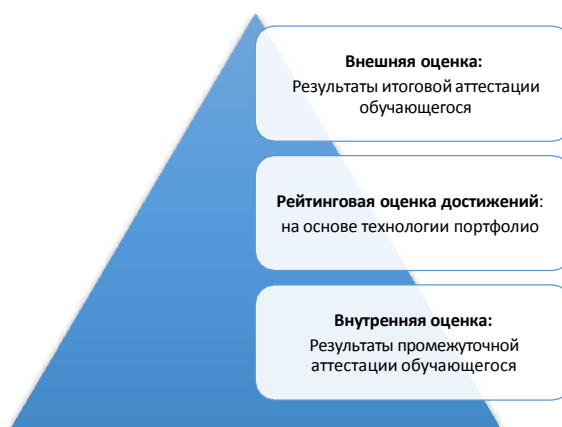 Внешняя оценка:
Результаты итоговой аттестации
обучающегося
Рейтинговая оценка достижений:
на основе технологии портфолио
Внутренняя оценка:
Результаты промежуточной
аттестации обучающегося